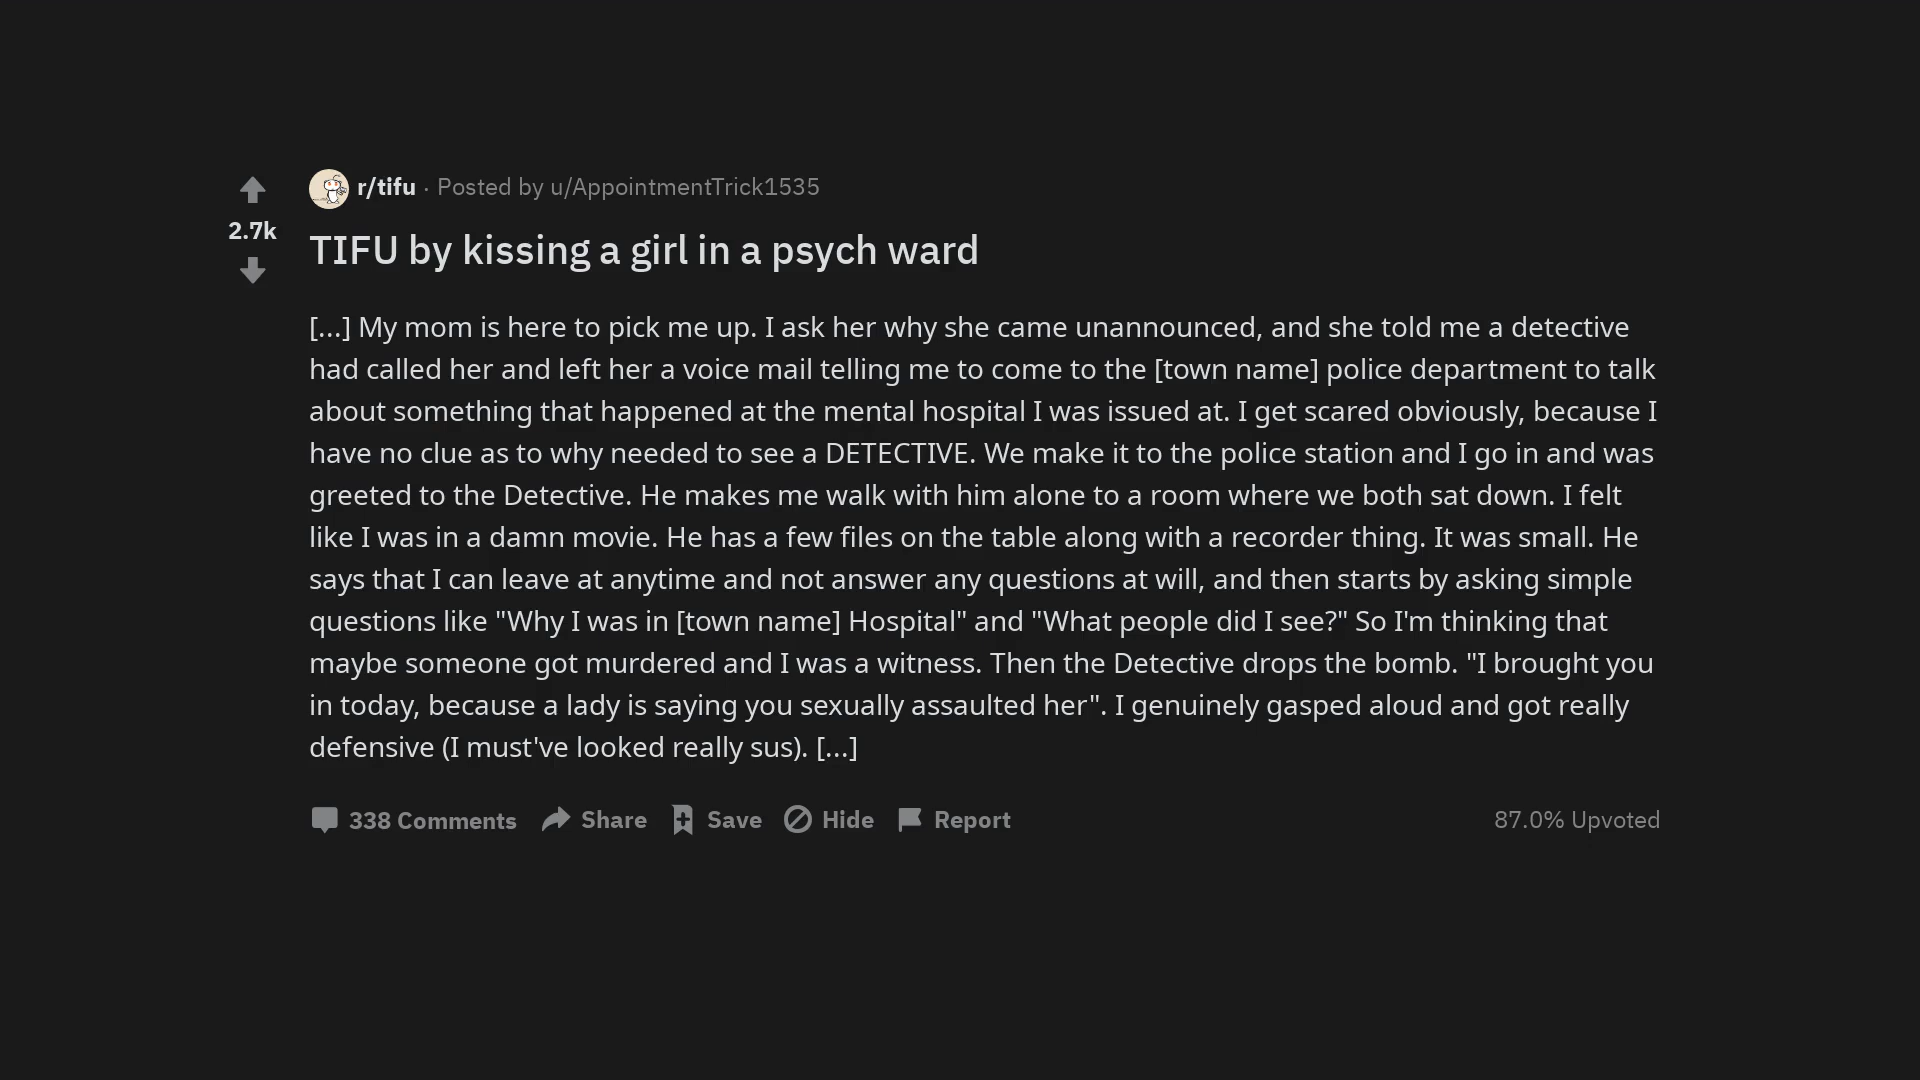 r/tifu · Posted by u/AppointmentTrick1535
2.7k
TIFU by kissing a girl in a psych ward
[...] My mom is here to pick me up. I ask her why she came unannounced, and she told me a detective
had called her and left her a voice mail telling me to come to the [town name] police department to talk
about something that happened at the mental hospital I was issued at. I get scared obviously, because I
have no clue as to why needed to see a DETECTIVE. We make it to the police station and I go in and was
greeted to the Detective. He makes me walk with him alone to a room where we both sat down. I felt
like I was in a damn movie. He has a few files on the table along with a recorder thing. It was small. He
says that I can leave at anytime and not answer any questions at will, and then starts by asking simple
questions like "Why I was in [town name] Hospital" and "What people did I see?" So I'm thinking that
maybe someone got murdered and I was a witness. Then the Detective drops the bomb. "I brought you
in today, because a lady is saying you sexually assaulted her". I genuinely gasped aloud and got really
defensive (I must've looked really sus). [...]
338 Comments Share Save Hide Report 87.0% Upvoted